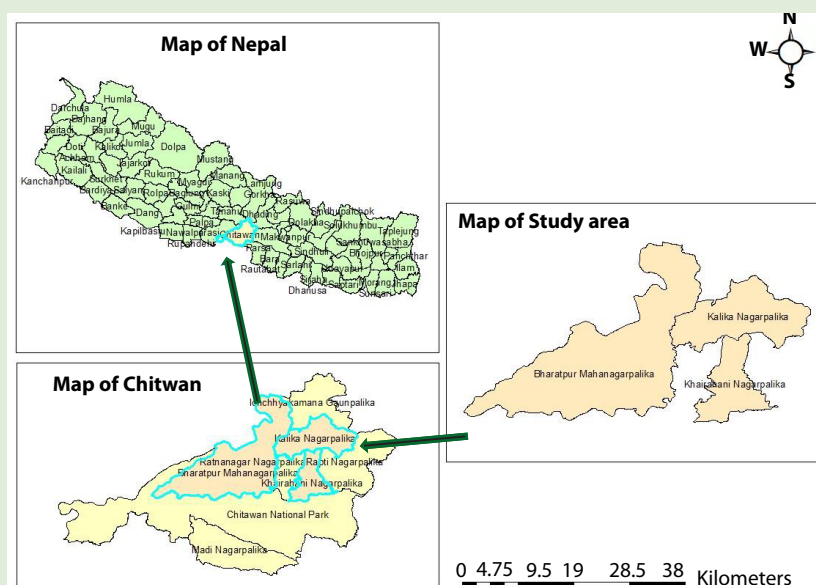 Map of Nepal
N
W
E
S
Humla
Darchula
Bajhang
Mugu
Baitadi
Bajura
Doti
Kalikot
Jumla
Dolpa
Achham
Mustang
Kailali
Jajarkot
Manang
Kanchanpur
Surkhet
Rukum
Myagdi
Lamjung
Bardiya
Salyan
Rolpa
Baglung
Kaski
Gorkha
Rasuwa
Banke
Gulmi
Tanahu
Dhading
Sindhupalchok
Dang
Palpa
Dolakha
Solukhumbu
Taplejung
Kapilbastu
Nawalparasi
Chitawan
Makwanpur
Sankhuwasabha
Rupandehi
Parsa
Sindhuli
Bhojpur
Panchthar
Bara
Rautahat
Sarlahi
Udayapur
Ilam
Siraha
Saptari
Morang
Jhapa
Dhanusa
Sunsari
Map of Study area
Kalika Nagarpalika
Bharatpur Mahanagarpalika
Khairahani Nagarpalika
Map of Chitwan
Ichchhyakamana Gaunpalika
Kalika Nagarpalika
Ratnanagar Nagarpalika
Rapti Nagarpalika
Bharatpur Mahanagarpalika
Khairahani Nagarpalika
Chitawan National Park
Madi Nagarpalika
0 4.75 9.5 19 28.5 38 Kilometers